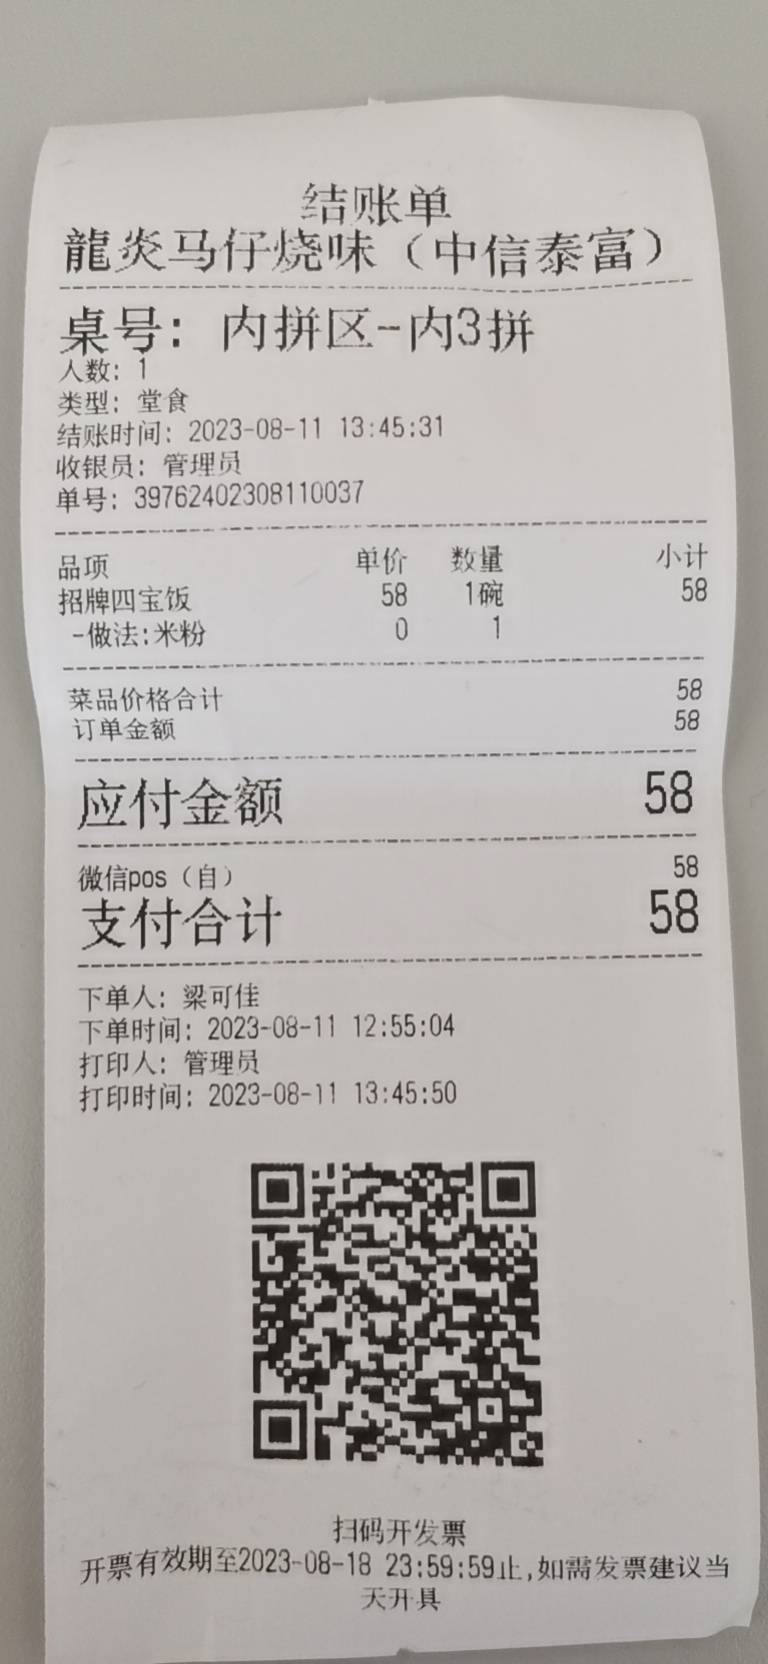 结账单
龍炎马仔烧味（中信泰富）
桌号: 内拼区-内3拼
人数: 1
类型: 堂食
结账时间: 2023-08-11 13:45:31
收银员: 管理员
单号: 39762402308110037
品项 单价 数量 小计
招牌四宝饭 58 1碗 58
-做法:米粉 0 1
菜品价格合计 58
订单金额 58
应付金额 58
微信pos（自） 58
支付合计 58
下单人: 梁可佳
下单时间: 2023-08-11 12:55:04
打印人: 管理员
打印时间: 2023-08-11 13:45:50
扫码开发票
开票有效期至2023-08-18 23:59:59止,如需发票建议当
天开具